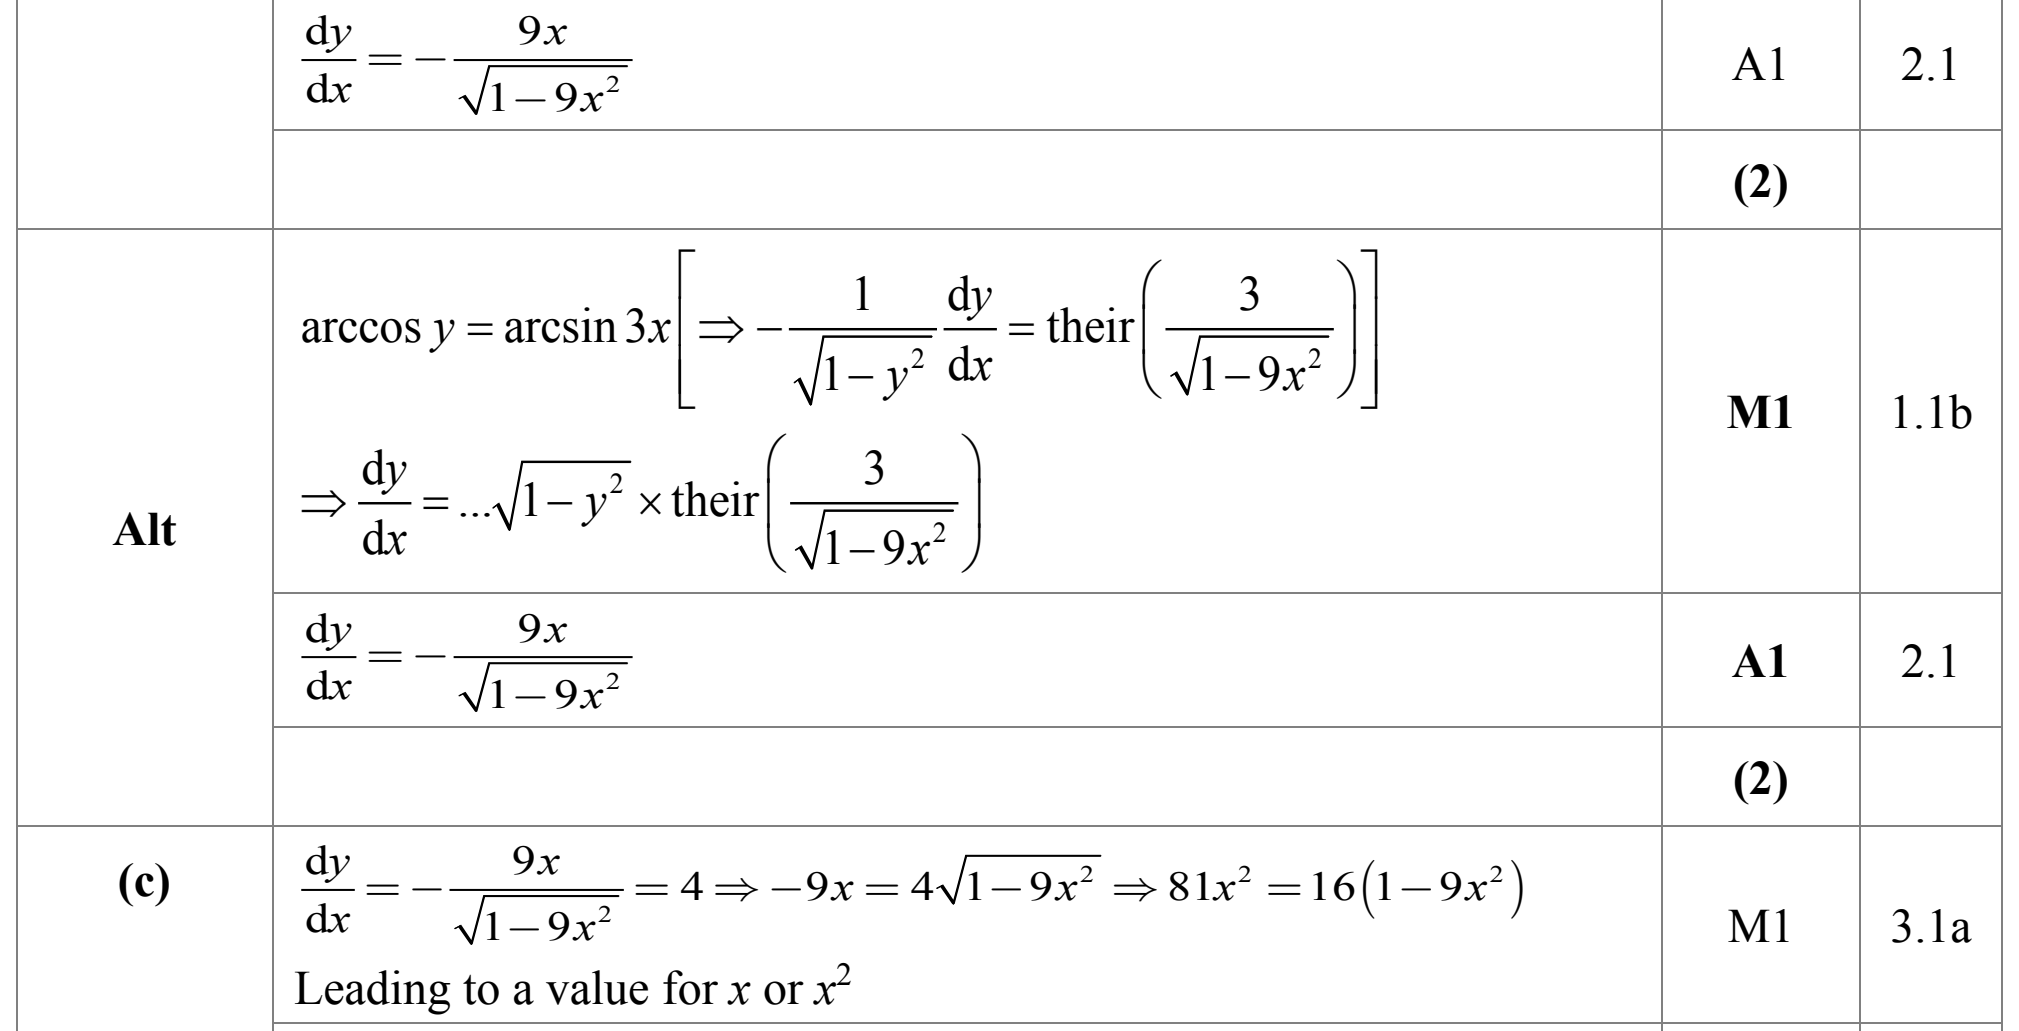 dy/dx = −9x/√(1−9x²) A1 2.1
(2)
arccos y = arcsin 3x [⇒ −1/√(1−y²) dy/dx = their(3/√(1−9x²))]
⇒ dy/dx = ...√(1−y²) × their(3/√(1−9x²))
M1 1.1b
Alt
dy/dx = −9x/√(1−9x²) A1 2.1
(2)
(c) dy/dx = −9x/√(1−9x²) = 4 ⇒ −9x = 4√(1−9x²) ⇒ 81x² = 16(1−9x²)
Leading to a value for x or x²
M1 3.1a